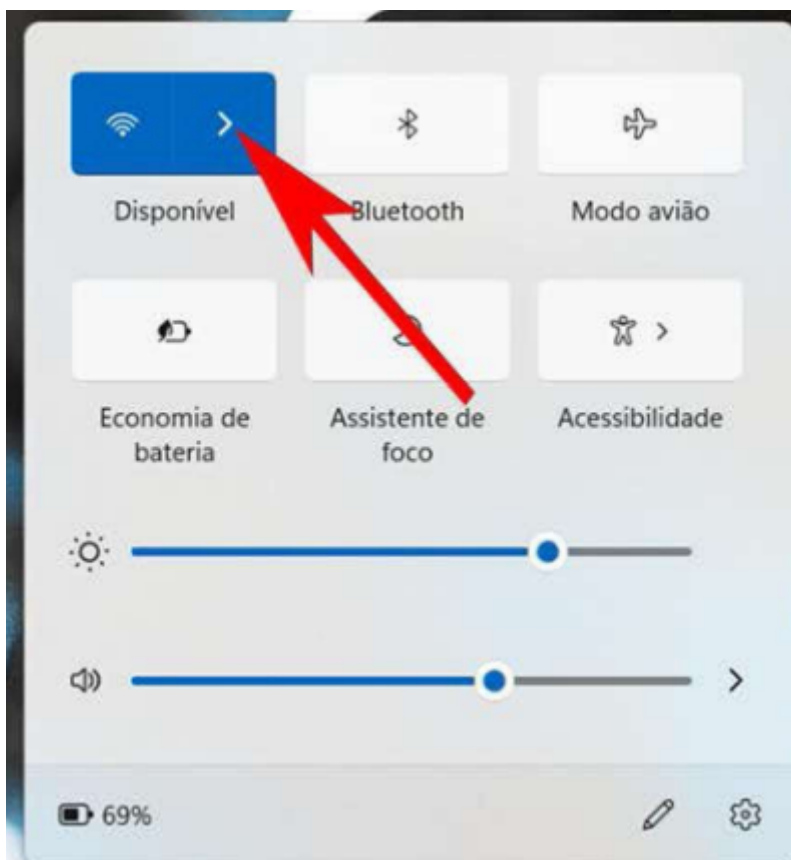 Disponível
Bluetooth
Modo avião
Economia de
bateria
Assistente de
foco
Acessibilidade
69%